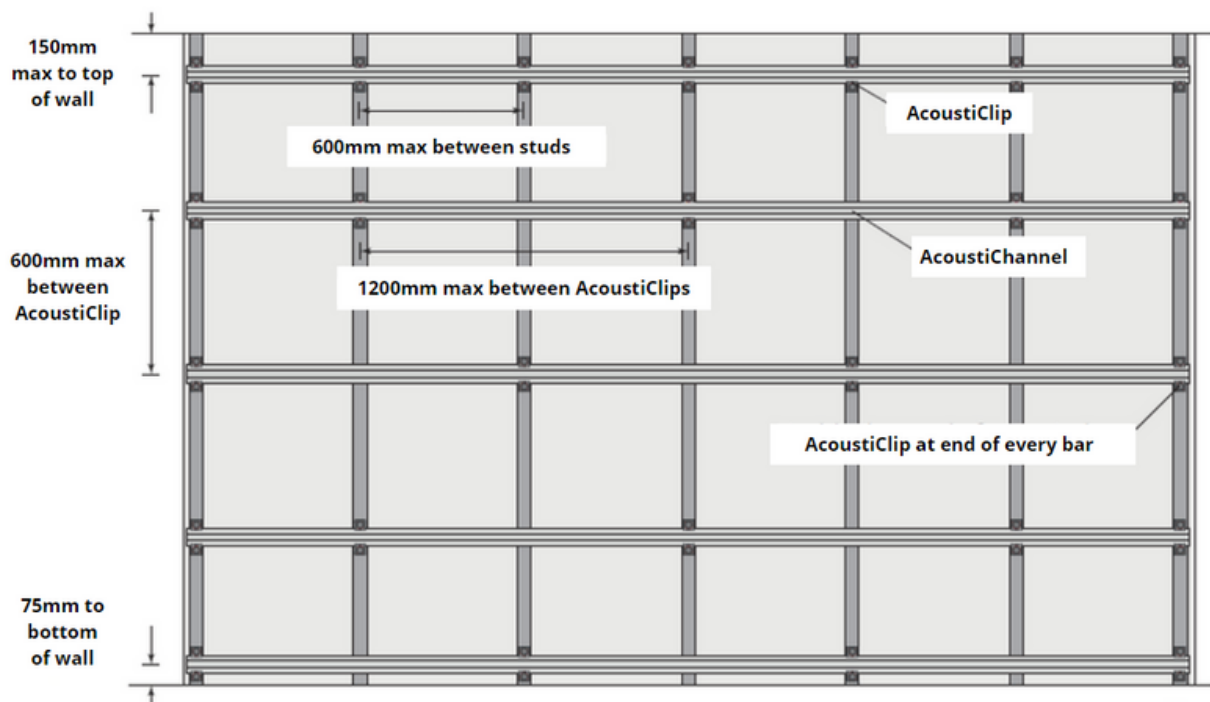 150mm
max to top
of wall
AcoustiClip
600mm max between studs
600mm max
between
AcoustiClip
AcoustiChannel
1200mm max between AcoustiClips
AcoustiClip at end of every bar
75mm to
bottom
of wall